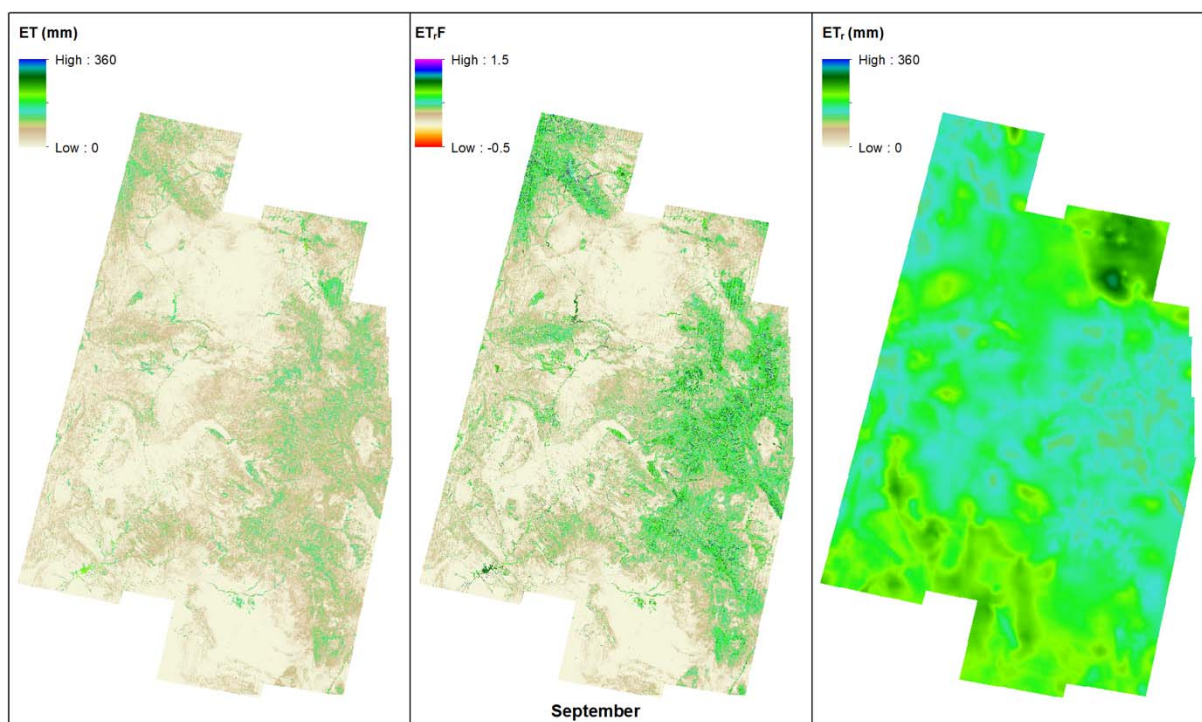 ET (mm)
High : 360
Low : 0
ETᵣF
High : 1.5
Low : -0.5
ETᵣ (mm)
High : 360
Low : 0
September